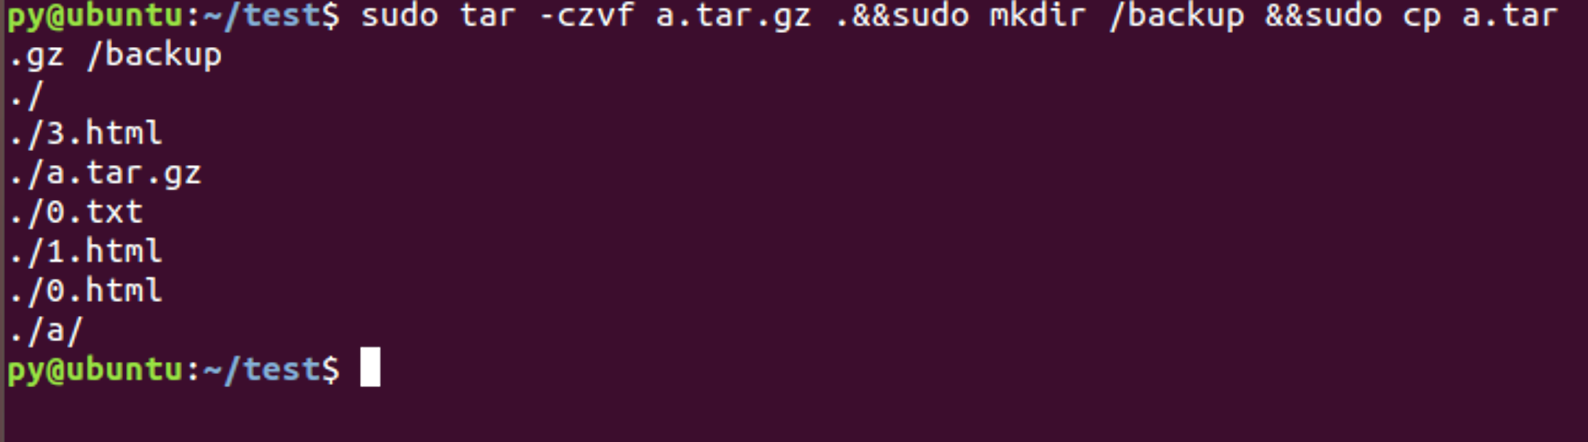 py@ubuntu:~/test$ sudo tar -czvf a.tar.gz .&&sudo mkdir /backup &&sudo cp a.tar
.gz /backup
./
./3.html
./a.tar.gz
./0.txt
./1.html
./0.html
./a/
py@ubuntu:~/test$